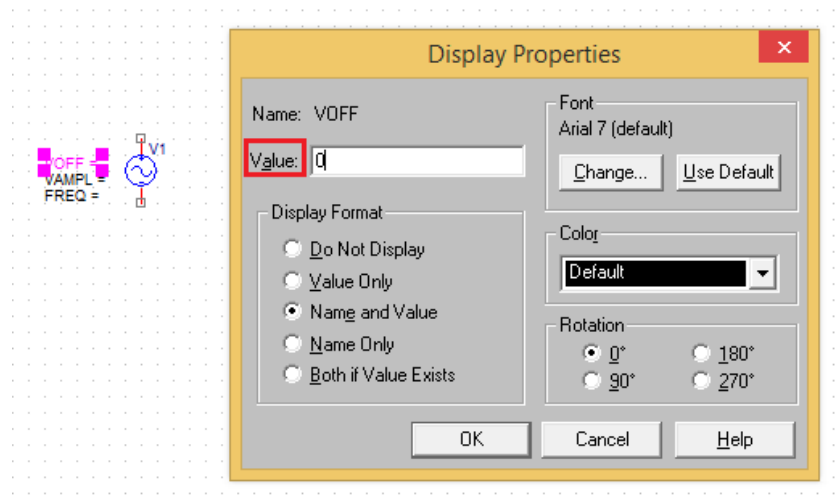 V1
VOFF =
VAMPL =
FREQ =
Display Properties
Name: VOFF
Value: 0
Display Format
Do Not Display
Value Only
Name and Value
Name Only
Both if Value Exists
Font
Arial 7 (default)
Change... Use Default
Color
Default
Rotation
0° 180°
90° 270°
OK Cancel Help